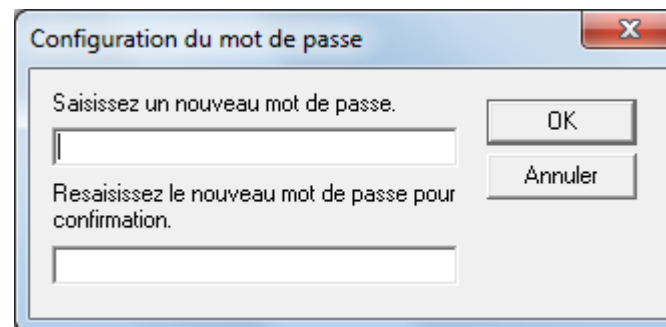 Configuration du mot de passe
Saisissez un nouveau mot de passe.
OK
Annuler
Resaisissez le nouveau mot de passe pour
confirmation.